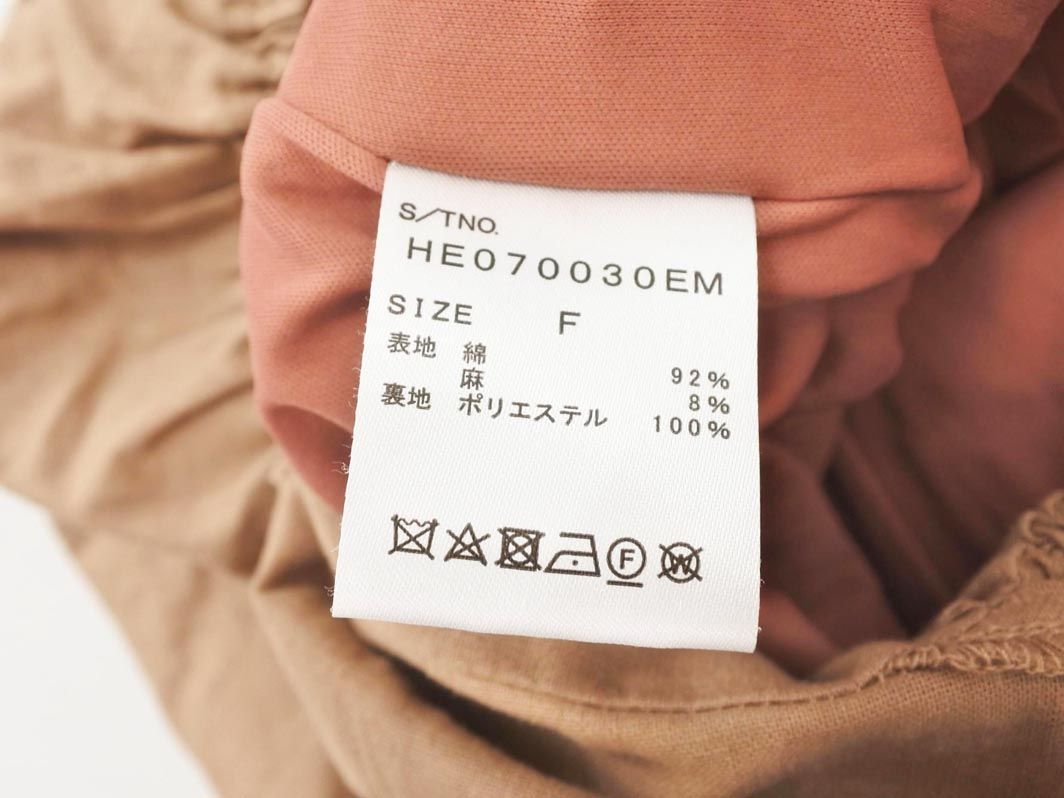 S/TNO.
HE070030EM
SIZE F
表地 綿 92%
麻 8%
裏地 ポリエステル 100%
F W